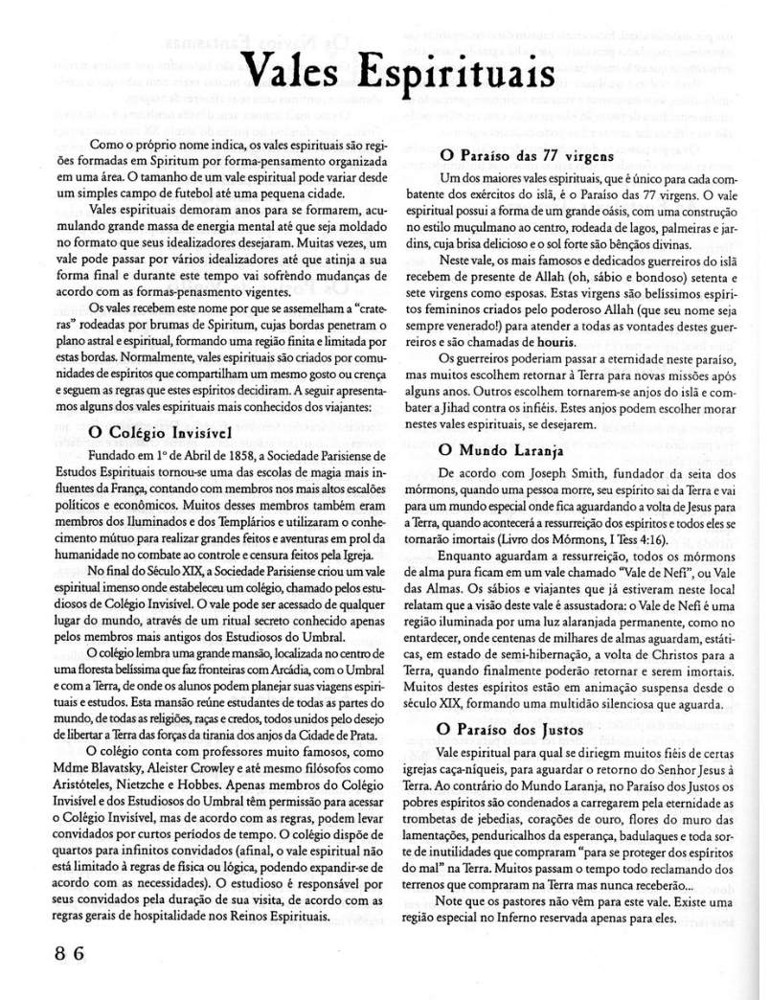 Vales Espirituais
Como o próprio nome indica, os vales espirituais são regi-
ões formadas em Spiritum por forma-pensamento organizada
em uma área. O tamanho de um vale espiritual pode variar desde
um simples campo de futebol até uma pequena cidade.
Vales espirituais demoram anos para se formarem, acu-
mulando grande massa de energia mental até que seja moldado
no formato que seus idealizadores desejaram. Muitas vezes, um
vale pode passar por vários idealizadores até que atinja a sua
forma final e durante este tempo vai sofrèndo mudanças de
acordo com as formas-penasmento vigentes.
Os vales recebem este nome por que se assemelham a “crate-
ras” rodeadas por brumas de Spiritum, cujas bordas penetram o
plano astral e espiritual, formando uma região finita e limitada por
estas bordas. Normalmente, vales espirituais são criados por comu-
nidades de espíritos que compartilham um mesmo gosto ou crença
e seguem as regras que estes espíritos decidiram. A seguir apresenta-
mos alguns dos vales espirituais mais conhecidos dos viajantes:
O Colégio Invisível
Fundado em 1º de Abril de 1858, a Sociedade Parisiense de
Estudos Espirituais tornou-se uma das escolas de magia mais in-
fluentes da França, contando com membros nos mais altos escalões
políticos e econômicos. Muitos desses membros também eram
membros dos Iluminados e dos Templários e utilizaram o conhe-
cimento mútuo para realizar grandes feitos e aventuras em prol da
humanidade no combate ao controle e censura feitos pela Igreja.
No final do Século XIX, a Sociedade Parisiense criou um vale
espiritual imenso onde estabeleceu um colégio, chamado pelos estu-
diosos de Colégio Invisível. O vale pode ser acessado de qualquer
lugar do mundo, através de um ritual secreto conhecido apenas
pelos membros mais antigos dos Estudiosos do Umbral.
O colégio lembra uma grande mansão, localizada no centro de
uma floresta belíssima que faz fronteiras com Arcádia, com o Umbral
e com a Terra, de onde os alunos podem planejar suas viagens espiri-
tuais e estudos. Esta mansão reúne estudantes de todas as partes do
mundo, de todas as religiões, raças e credos, todos unidos pelo desejo
de libertar a Terra das forças da tirania dos anjos da Cidade de Prata.
O colégio conta com professores muito famosos, como
Mdme Blavatsky, Aleister Crowley e até mesmo filósofos como
Aristóteles, Nietzche e Hobbes. Apenas membros do Colégio
Invisível e dos Estudiosos do Umbral têm permissão para acessar
o Colégio Invisível, mas de acordo com as regras, podem levar
convidados por curtos períodos de tempo. O colégio dispõe de
quartos para infinitos convidados (afinal, o vale espiritual não
está limitado à regras de física ou lógica, podendo expandir-se de
acordo com as necessidades). O estudioso é responsável por
seus convidados pela duração de sua visita, de acordo com as
regras gerais de hospitalidade nos Reinos Espirituais.
O Paraíso das 77 virgens
Um dos maiores vales espirituais, que é único para cada com-
batente dos exércitos do islã, é o Paraíso das 77 virgens. O vale
espiritual possui a forma de um grande oásis, com uma construção
no estilo muçulmano ao centro, rodeada de lagos, palmeiras e jar-
dins, cuja brisa delicioso e o sol forte são bênçãos divinas.
Neste vale, os mais famosos e dedicados guerreiros do islã
recebem de presente de Allah (oh, sábio e bondoso) setenta e
sete virgens como esposas. Estas virgens são belíssimos espíri-
tos femininos criados pelo poderoso Allah (que seu nome seja
sempre venerado!) para atender a todas as vontades destes guer-
reiros e são chamadas de houris.
Os guerreiros poderiam passar a eternidade neste paraíso,
mas muitos escolhem retornar à Terra para novas missões após
alguns anos. Outros escolhem tornarem-se anjos do islã e com-
bater a Jihad contra os infiéis. Estes anjos podem escolher morar
nestes vales espirituais, se desejarem.
O Mundo Laranja
De acordo com Joseph Smith, fundador da seita dos
mórmons, quando uma pessoa morre, seu espírito sai da Terra e vai
para um mundo especial onde fica aguardando a volta de Jesus para
a Terra, quando acontecerá a ressurreição dos espíritos e todos eles se
tornarão imortais (Livro dos Mórmons, I Tess 4:16).
Enquanto aguardam a ressurreição, todos os mórmons
de alma pura ficam em um vale chamado “Vale de Nefi”, ou Vale
das Almas. Os sábios e viajantes que já estiveram neste local
relatam que a visão deste vale é assustadora: o Vale de Nefi é uma
região iluminada por uma luz alaranjada permanente, como no
entardecer, onde centenas de milhares de almas aguardam, estáti-
cas, em estado de semi-hibernação, a volta de Christos para a
Terra, quando finalmente poderão retornar e serem imortais.
Muitos destes espíritos estão em animação suspensa desde o
século XIX, formando uma multidão silenciosa que aguarda...
O Paraíso dos Justos
Vale espiritual para qual se diriegm muitos fiéis de certas
igrejas caça-níqueis, para aguardar o retorno do Senhor Jesus à
Terra. Ao contrário do Mundo Laranja, no Paraíso dos Justos os
pobres espíritos são condenados a carregarem pela eternidade as
trombetas de jebedias, corações de ouro, flores do muro das
lamentações, penduricalhos da esperança, badulaques e toda sor-
te de inutilidades que compraram “para se proteger dos espíritos
do mal” na Terra. Muitos passam o tempo todo reclamando dos
terrenos que compraram na Terra mas nunca receberão...
Note que os pastores não vêm para este vale. Existe uma
região especial no Inferno reservada apenas para eles.
86